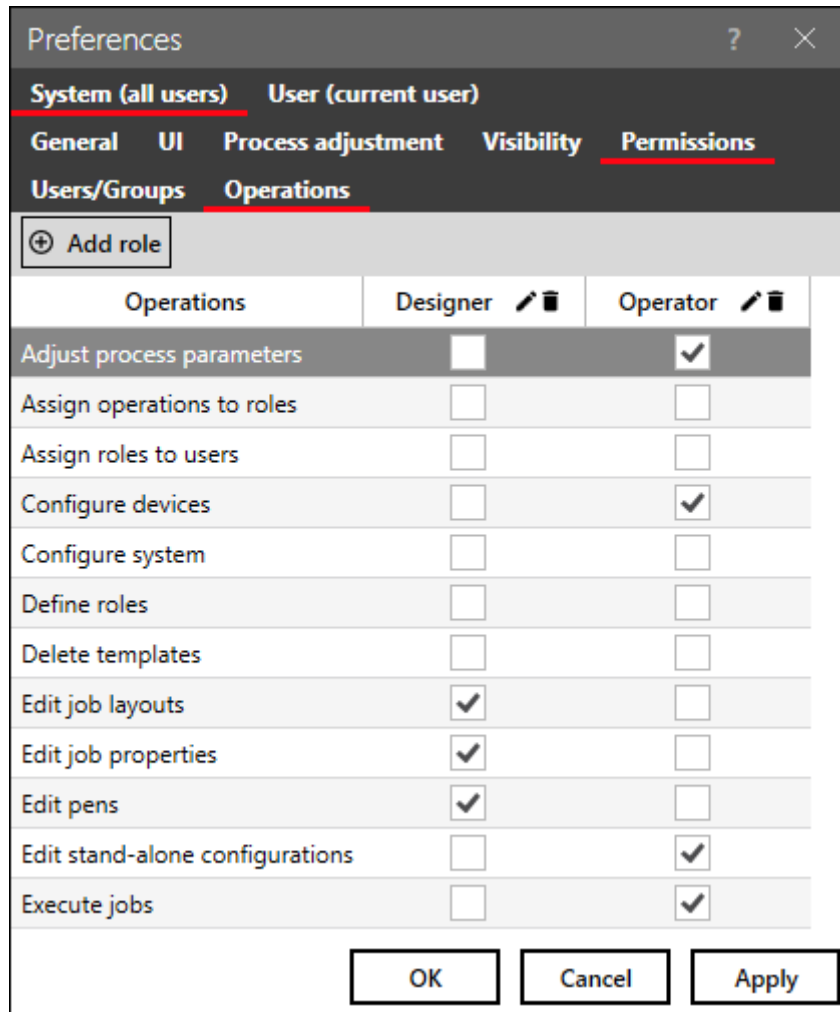 Preferences ?
System (all users) User (current user)
General UI Process adjustment Visibility Permissions
Users/Groups Operations
Add role
Operations Designer Operator
Adjust process parameters
Assign operations to roles
Assign roles to users
Configure devices
Configure system
Define roles
Delete templates
Edit job layouts
Edit job properties
Edit pens
Edit stand-alone configurations
Execute jobs
OK Cancel Apply